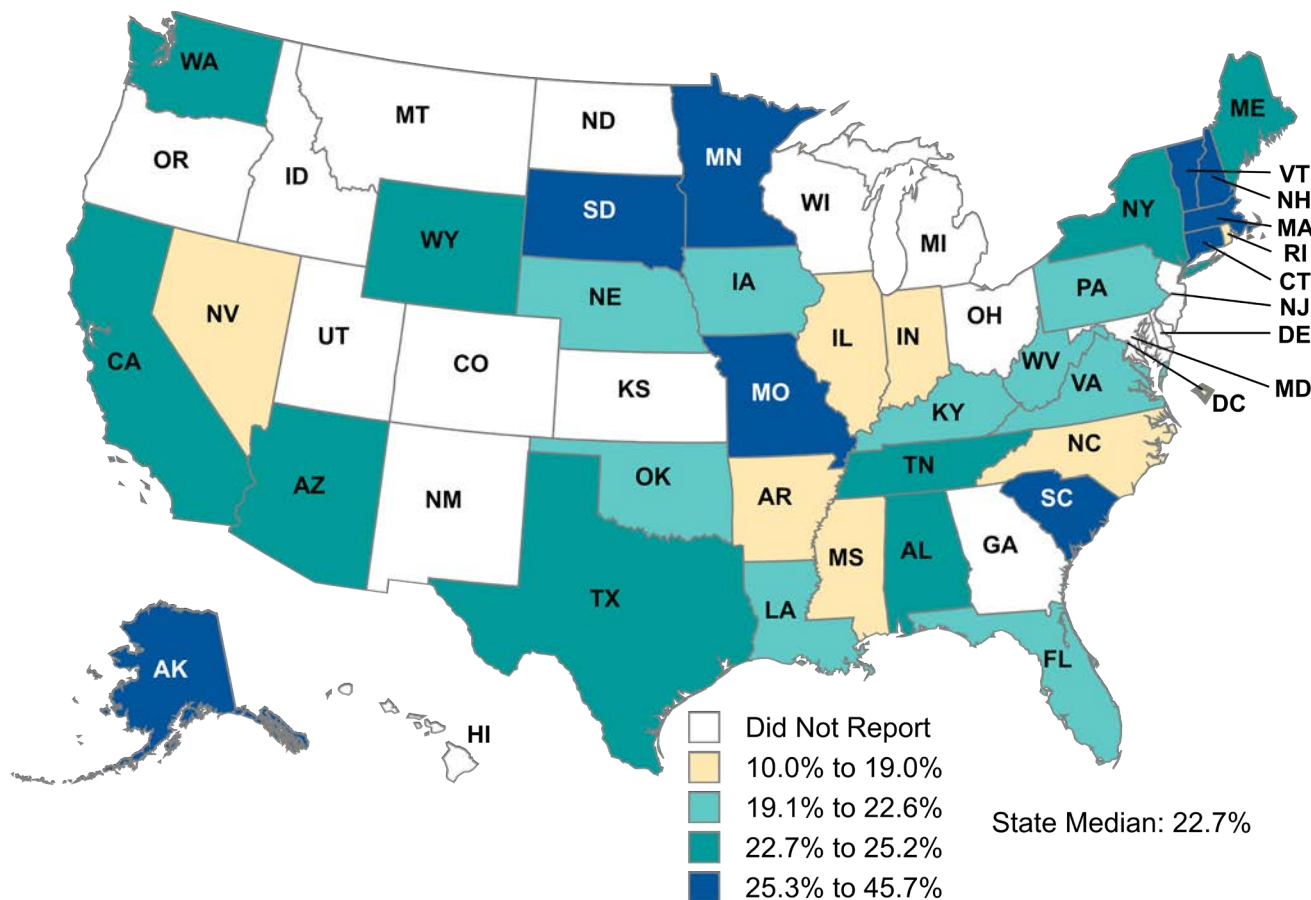 WA
MT
ND
MN
ME
OR
ID
SD
WI
VT
NH
NY
MA
MI
RI
WY
CT
IA
PA
NE
NJ
NV
OH
DE
UT
IL
IN
CA
CO
WV
MD
KS
MO
VA
DC
KY
NC
TN
OK
AZ
NM
AR
SC
GA
MS
AL
TX
LA
FL
AK
HI
Did Not Report
10.0% to 19.0%
19.1% to 22.6%
State Median: 22.7%
22.7% to 25.2%
25.3% to 45.7%